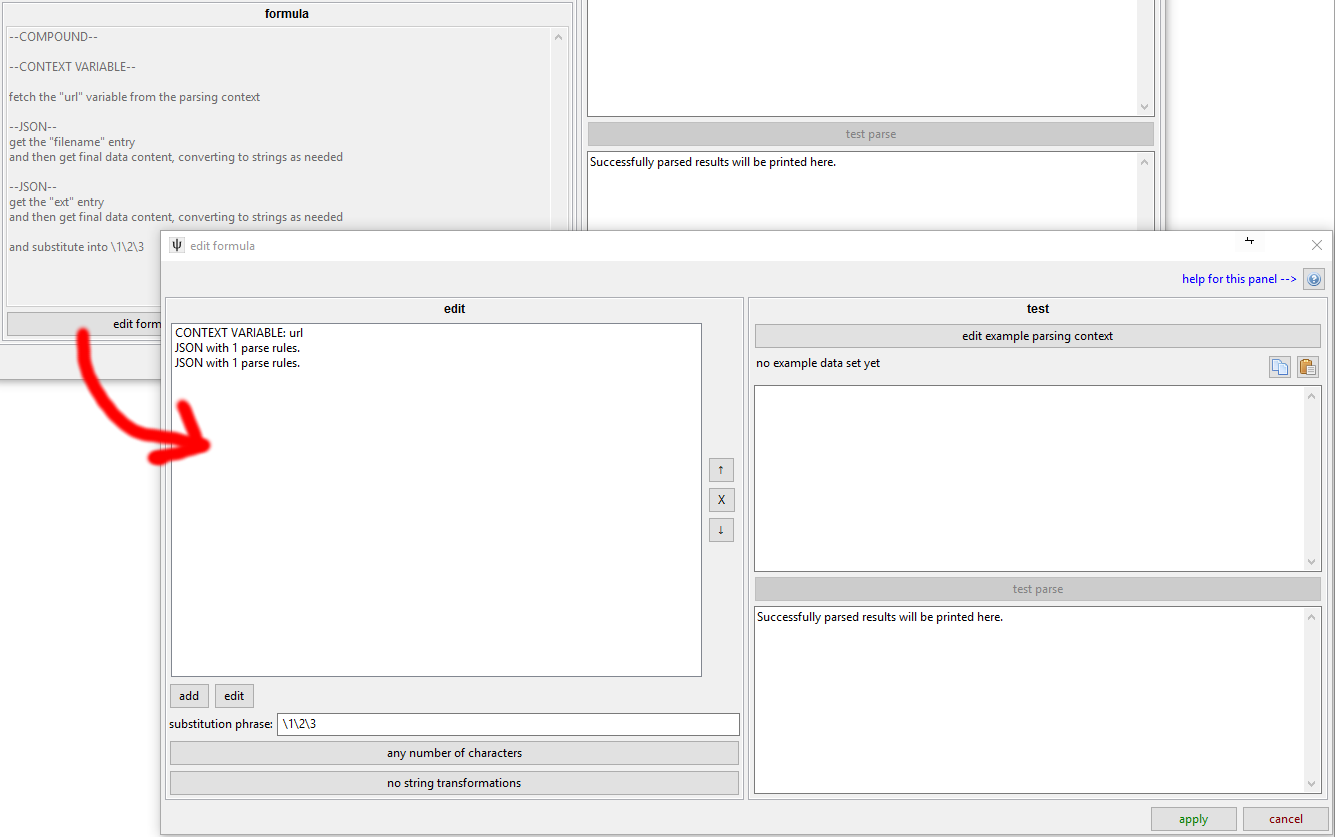 formula
--COMPOUND--
--CONTEXT VARIABLE--
fetch the "url" variable from the parsing context
--JSON--
get the "filename" entry
and then get final data content, converting to strings as needed
--JSON--
get the "ext" entry
and then get final data content, converting to strings as needed
and substitute into \1\2\3
edit form
test parse
Successfully parsed results will be printed here.
edit formula
help for this panel -->
edit
CONTEXT VARIABLE: url
JSON with 1 parse rules.
JSON with 1 parse rules.
↑
X
↓
add
edit
substitution phrase:
\1\2\3
any number of characters
no string transformations
test
edit example parsing context
no example data set yet
test parse
Successfully parsed results will be printed here.
apply
cancel